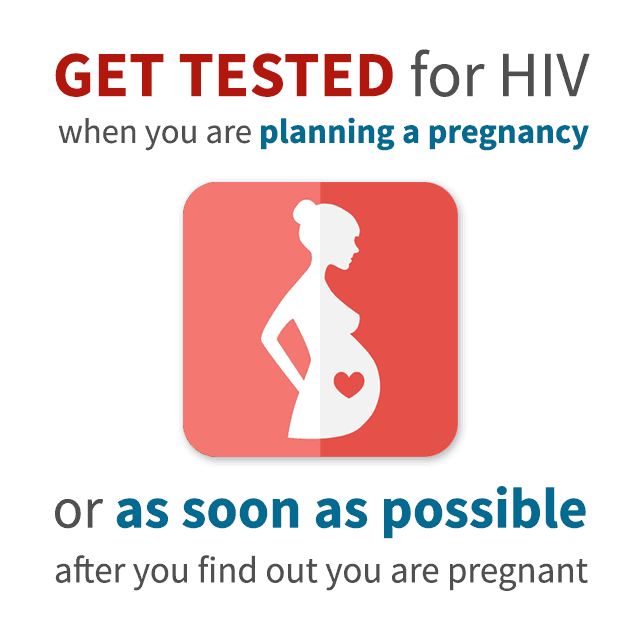 GET TESTED for HIV
when you are planning a pregnancy
or as soon as possible
after you find out you are pregnant